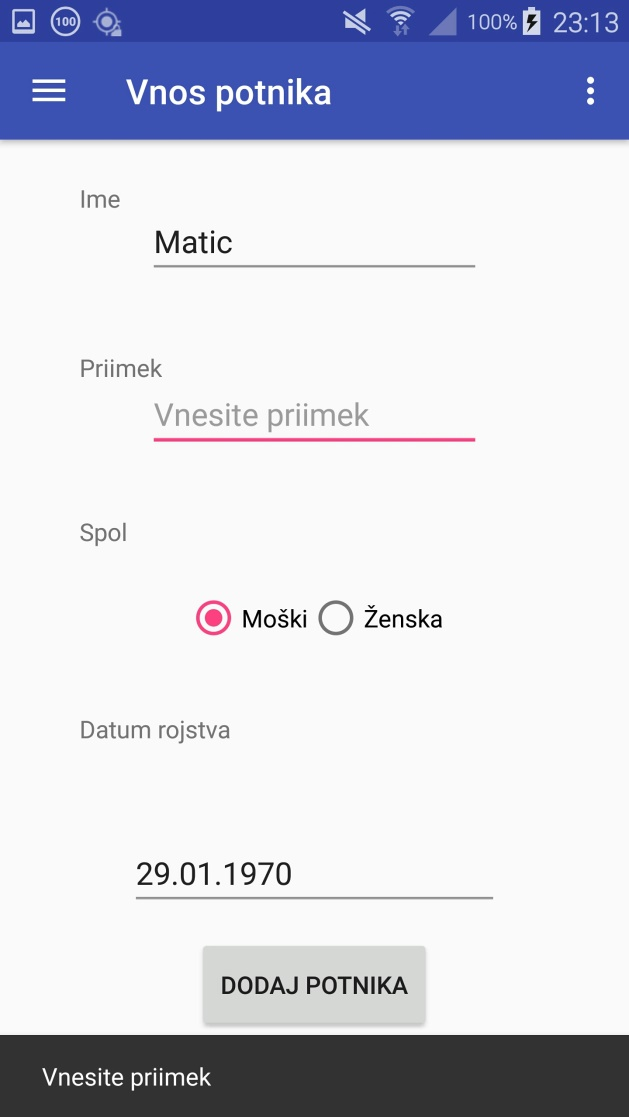 100 100% 23:13
Vnos potnika
Ime
Matic
Priimek
Vnesite priimek
Spol
Moški Ženska
Datum rojstva
29.01.1970
DODAJ POTNIKA
Vnesite priimek